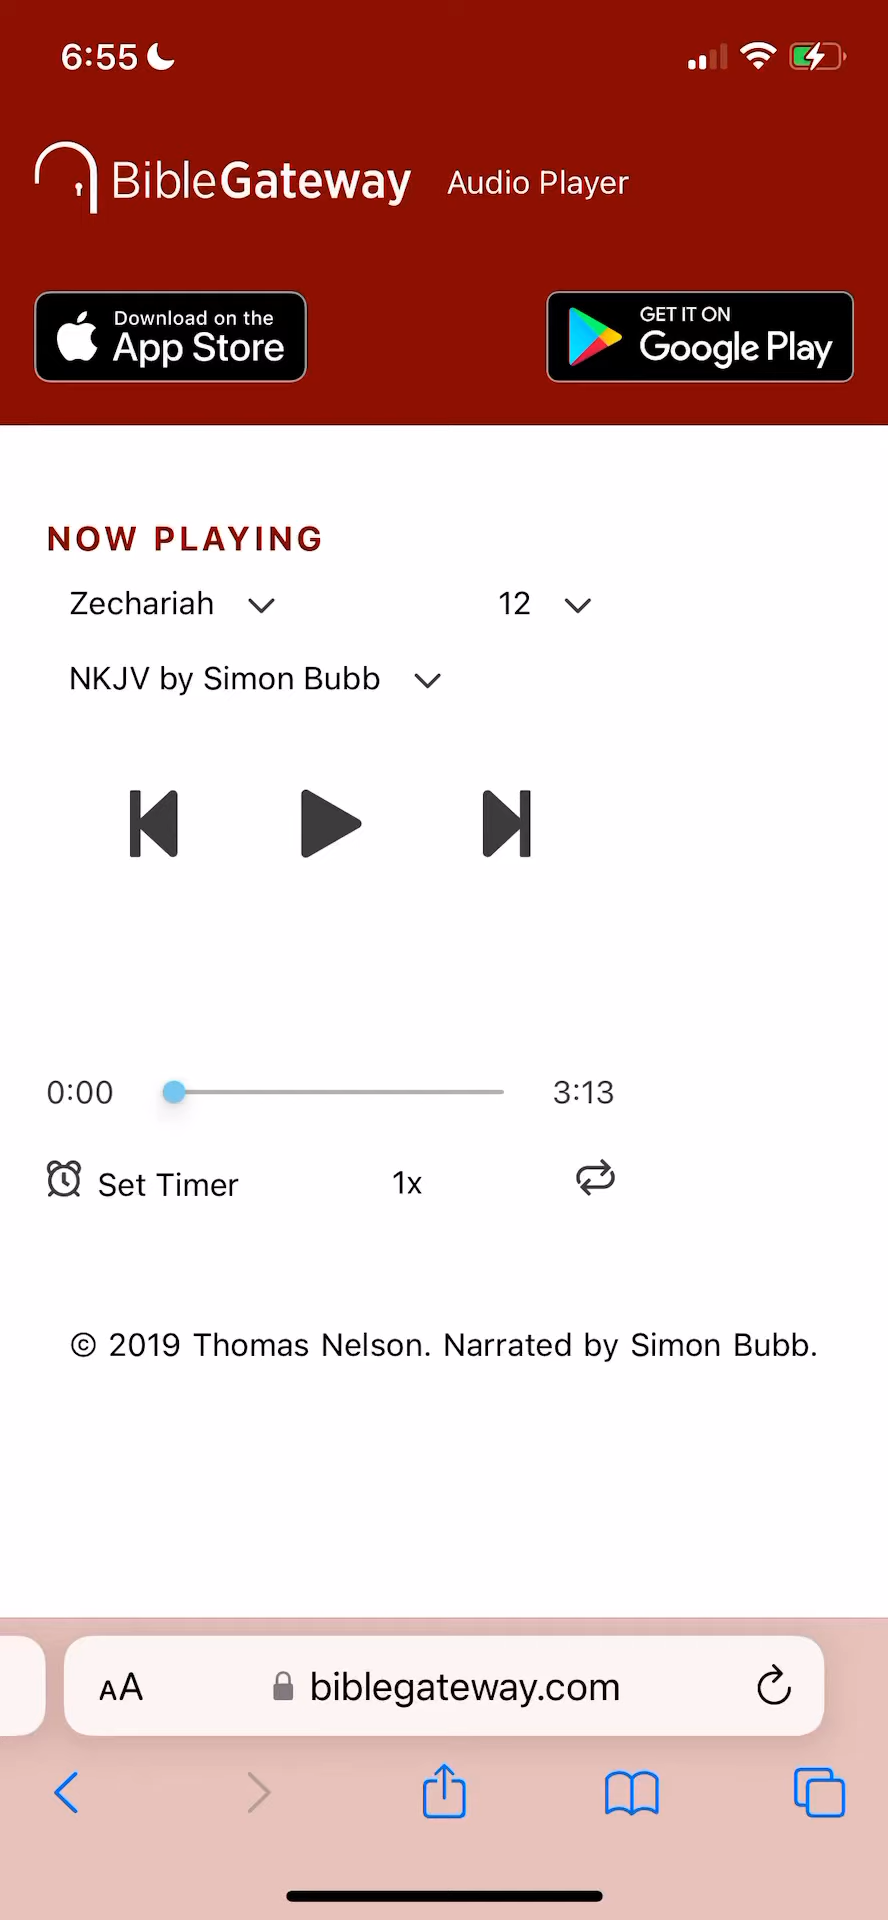 6:55
BibleGateway Audio Player
Download on the
App Store
GET IT ON
Google Play
NOW PLAYING
Zechariah 12
NKJV by Simon Bubb
0:00 3:13
Set Timer 1x
© 2019 Thomas Nelson. Narrated by Simon Bubb.
AA biblegateway.com